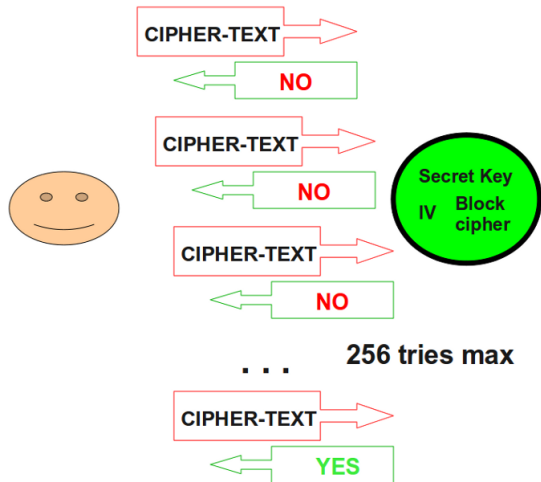 CIPHER-TEXT
NO
CIPHER-TEXT
NO
Secret Key
IV Block
cipher
CIPHER-TEXT
NO
. . . 256 tries max
CIPHER-TEXT
YES